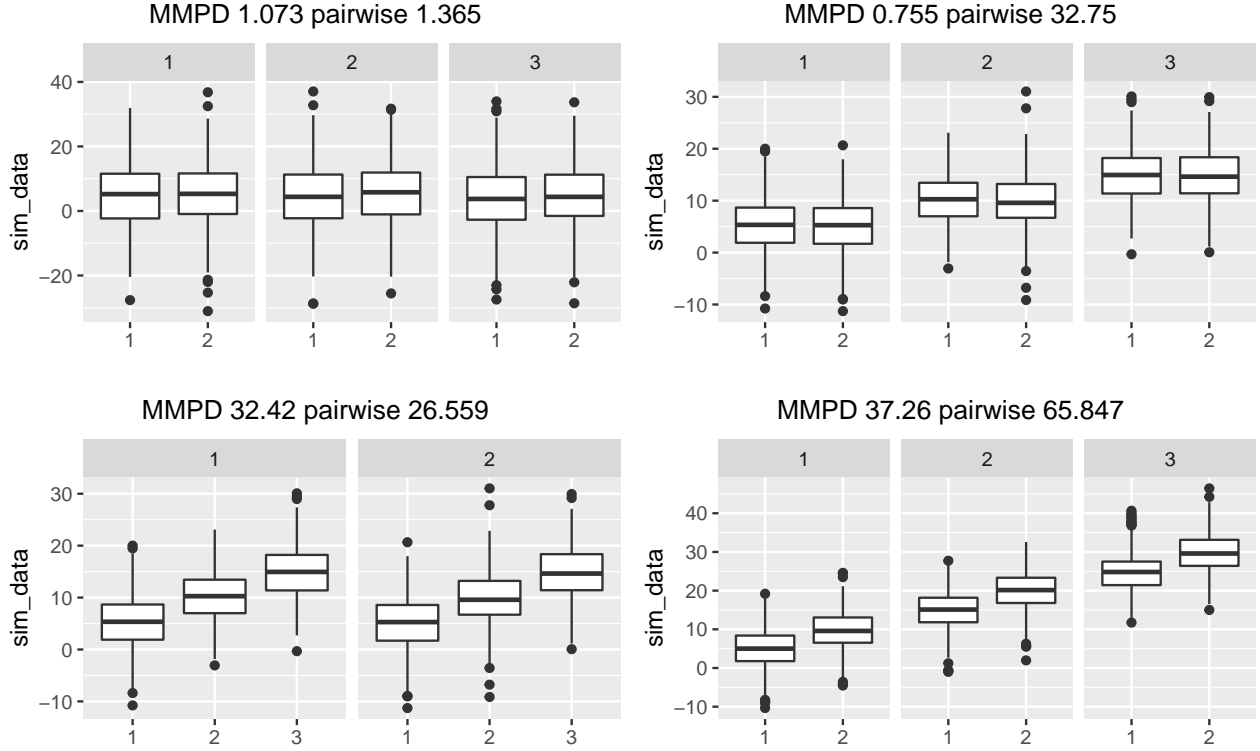 MMPD 1.073 pairwise 1.365
1 2 3
40
20
0
−20
sim_data
1 2 1 2 1 2
MMPD 0.755 pairwise 32.75
1 2 3
30
20
10
0
−10
sim_data
1 2 1 2 1 2
MMPD 32.42 pairwise 26.559
1 2
30
20
10
0
−10
sim_data
1 2 3 1 2 3
MMPD 37.26 pairwise 65.847
1 2 3
40
30
20
10
0
−10
sim_data
1 2 1 2 1 2